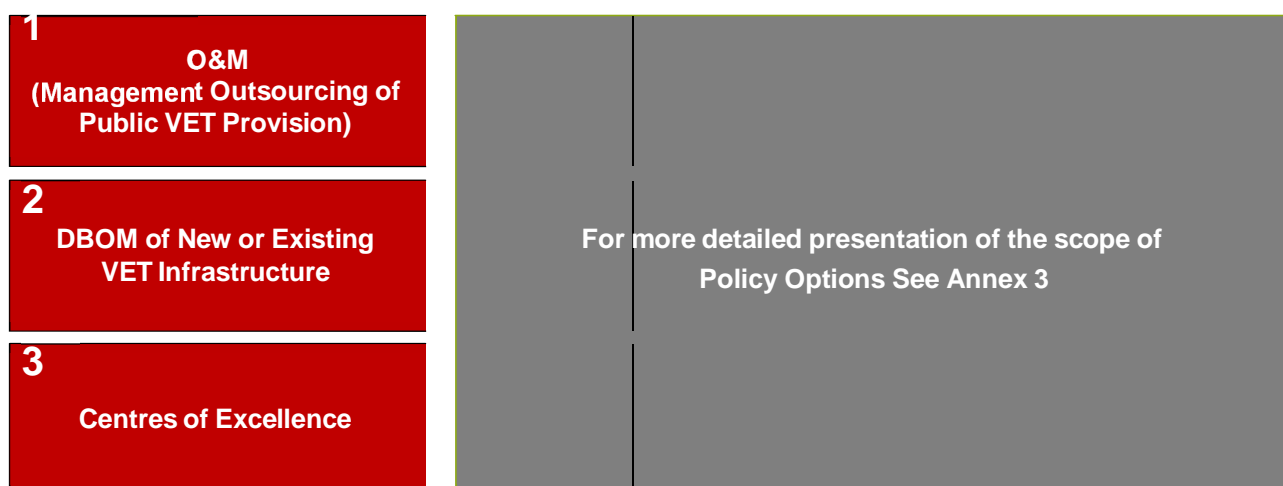 1
O&M
(Management Outsourcing of
Public VET Provision)
2
DBOM of New or Existing
VET Infrastructure
3
Centres of Excellence
For more detailed presentation of the scope of
Policy Options See Annex 3